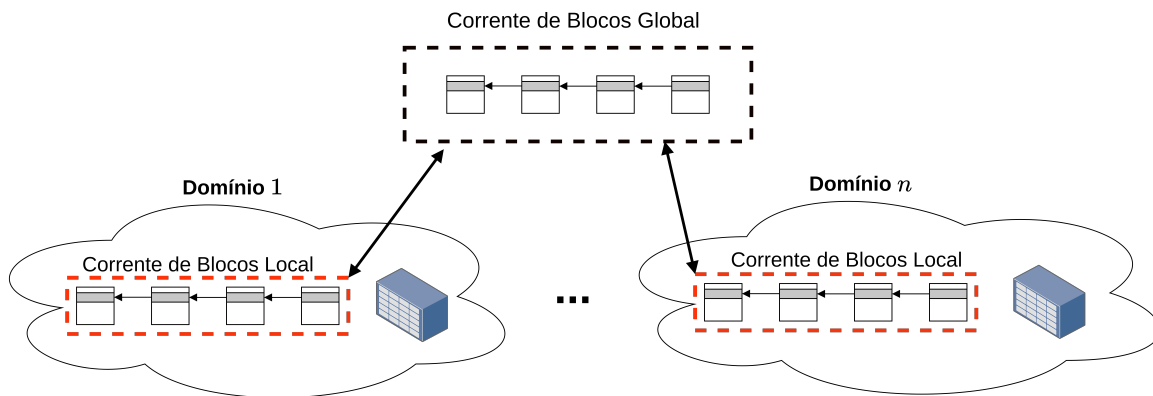 Corrente de Blocos Global
Domínio 1
Domínio n
Corrente de Blocos Local
Corrente de Blocos Local
...